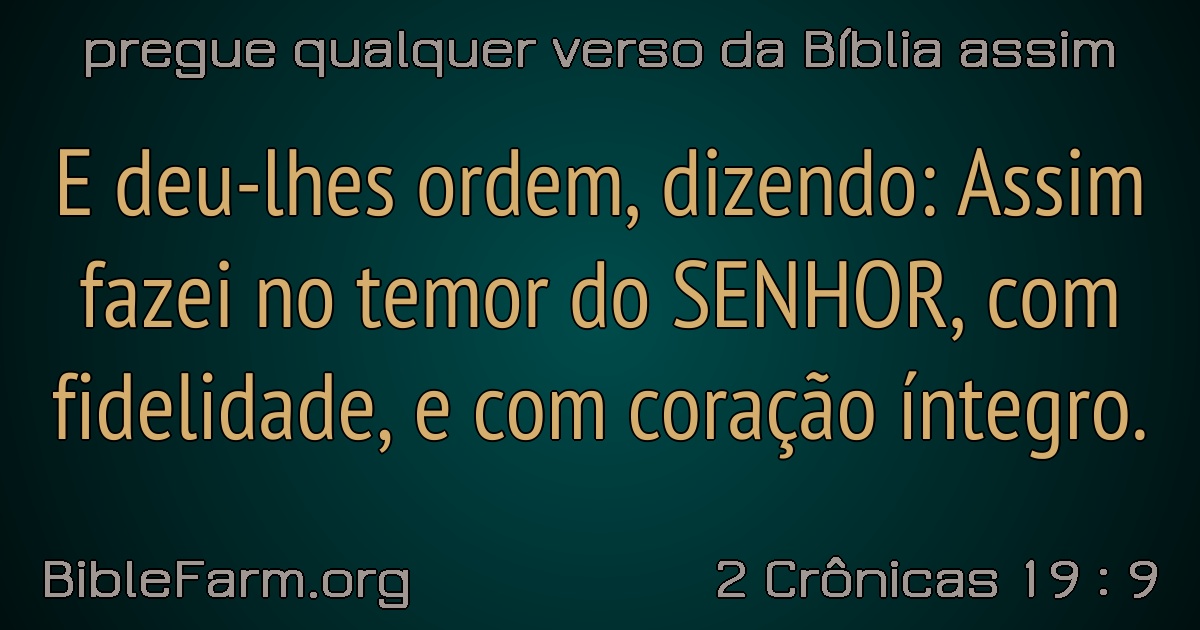 pregue qualquer verso da Bíblia assim
E deu-lhes ordem, dizendo: Assim
fazei no temor do SENHOR, com
fidelidade, e com coração íntegro.
BibleFarm.org
2 Crônicas 19 : 9